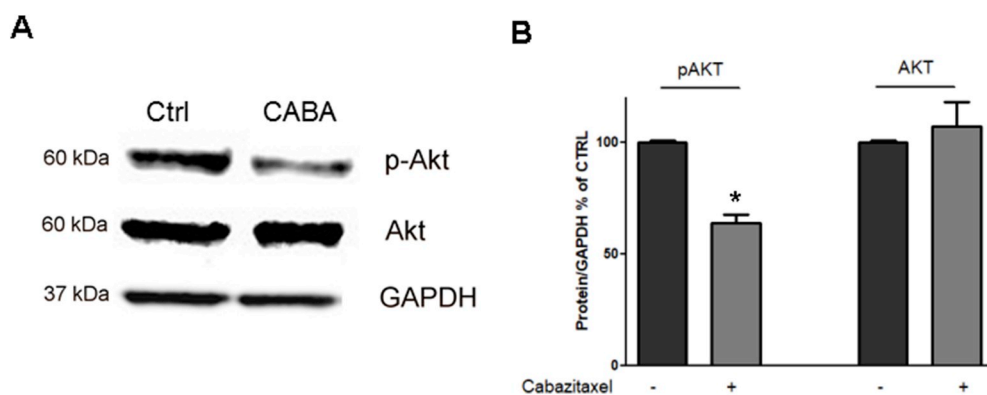 A
Ctrl CABA
60 kDa p-Akt
60 kDa Akt
37 kDa GAPDH
B
pAKT AKT
Protein/GAPDH % of CTRL
100
*
50
0
Cabazitaxel - + - +